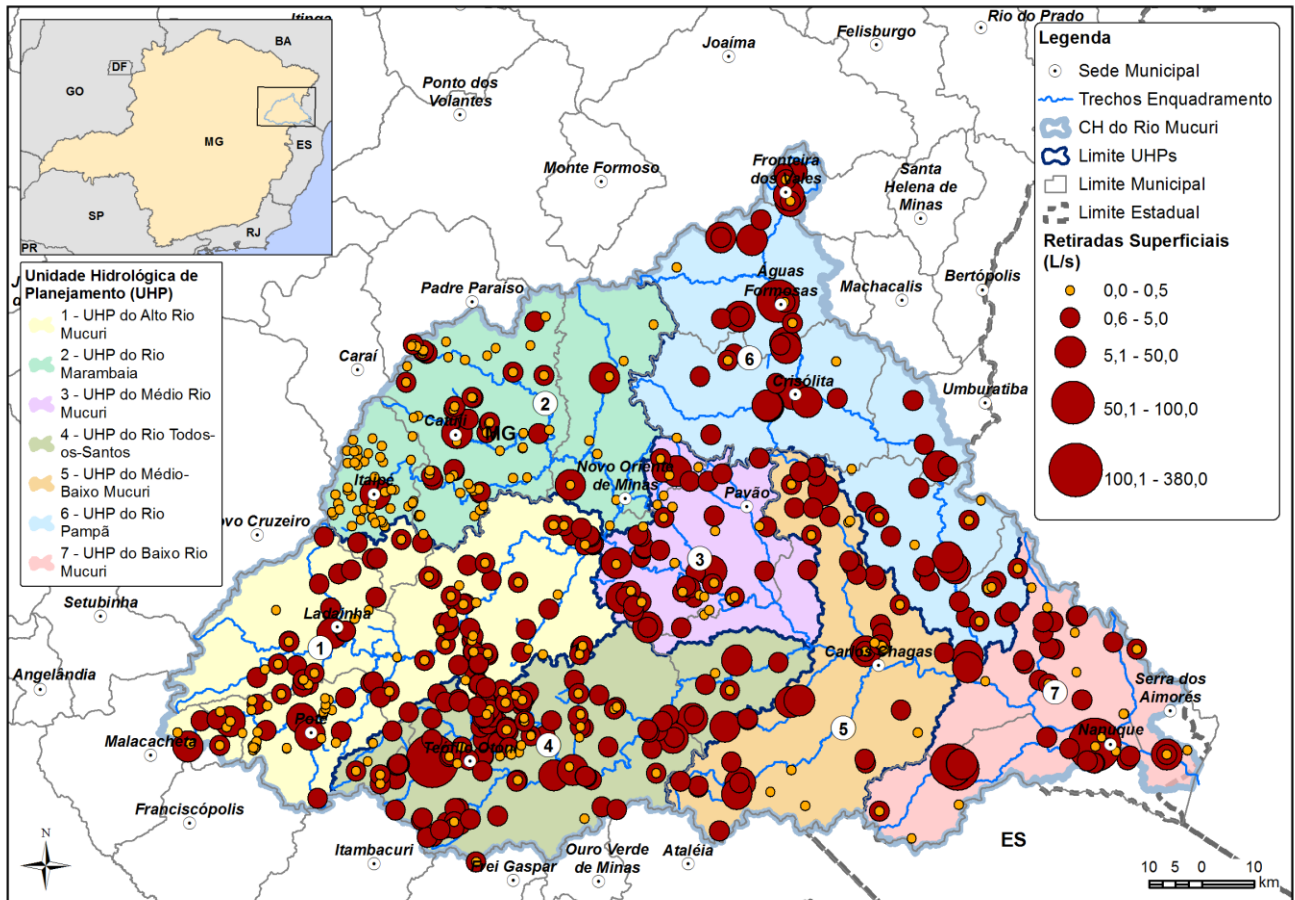 BA
DF
GO
MG
ES
SP
RJ
PR
Itinga
Rio do Prado
Felisburgo
Joaíma
Ponto dos
Volantes
Monte Formoso
Fronteira
dos Vales
Santa
Helena de
Minas
Águas
Formosas
Machacalis
Bertópolis
Padre Paraíso
Caraí
Crisólita
Umburatiba
6
2
Catuji
MG
Itaipé
Novo Oriente
de Minas
Pavão
ovo Cruzeiro
3
Setubinha
Ladainha
1
Angelândia
Carlos Chagas
7
Serra dos
Aimorés
Malacacheta
Poté
Teófilo Otoni
4
5
Nanuque
Franciscópolis
Itambacuri
Frei Gaspar
Ouro Verde
de Minas
Ataléia
ES
N
10 5 0 10
km
Legenda
Sede Municipal
Trechos Enquadramento
CH do Rio Mucuri
Limite UHPs
Limite Municipal
Limite Estadual
Retiradas Superficiais
(L/s)
0,0 - 0,5
0,6 - 5,0
5,1 - 50,0
50,1 - 100,0
100,1 - 380,0
Unidade Hidrológica de
Planejamento (UHP)
1 - UHP do Alto Rio
Mucuri
2 - UHP do Rio
Marambaia
3 - UHP do Médio Rio
Mucuri
4 - UHP do Rio Todos-
os-Santos
5 - UHP do Médio-
Baixo Mucuri
6 - UHP do Rio
Pampã
7 - UHP do Baixo Rio
Mucuri